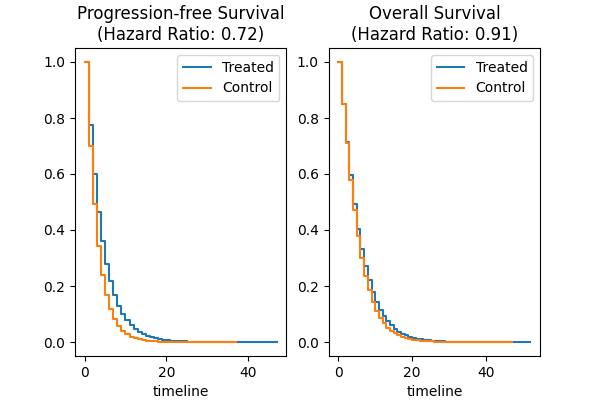 Progression-free Survival
(Hazard Ratio: 0.72)
Treated
Control
1.0
0.8
0.6
0.4
0.2
0.0
0
20
40
timeline
Overall Survival
(Hazard Ratio: 0.91)
Treated
Control
1.0
0.8
0.6
0.4
0.2
0.0
0
20
40
timeline